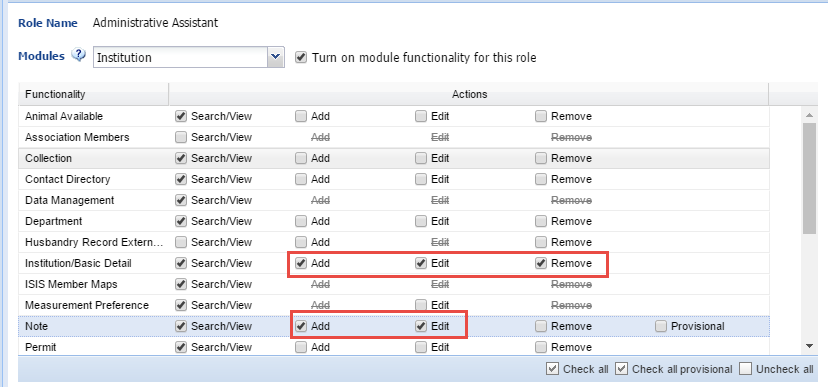 Role Name Administrative Assistant
Modules ? Institution Turn on module functionality for this role
Functionality Actions
Animal Available Search/View Add Edit Remove
Association Members Search/View Add Edit Remove
Collection Search/View Add Edit Remove
Contact Directory Search/View Add Edit Remove
Data Management Search/View Add Edit Remove
Department Search/View Add Edit Remove
Husbandry Record Extern... Search/View Add Edit Remove
Institution/Basic Detail Search/View Add Edit Remove
ISIS Member Maps Search/View Add Edit Remove
Measurement Preference Search/View Add Edit Remove
Note Search/View Add Edit Remove Provisional
Permit Search/View Add Edit Remove
Check all Check all provisional Uncheck all